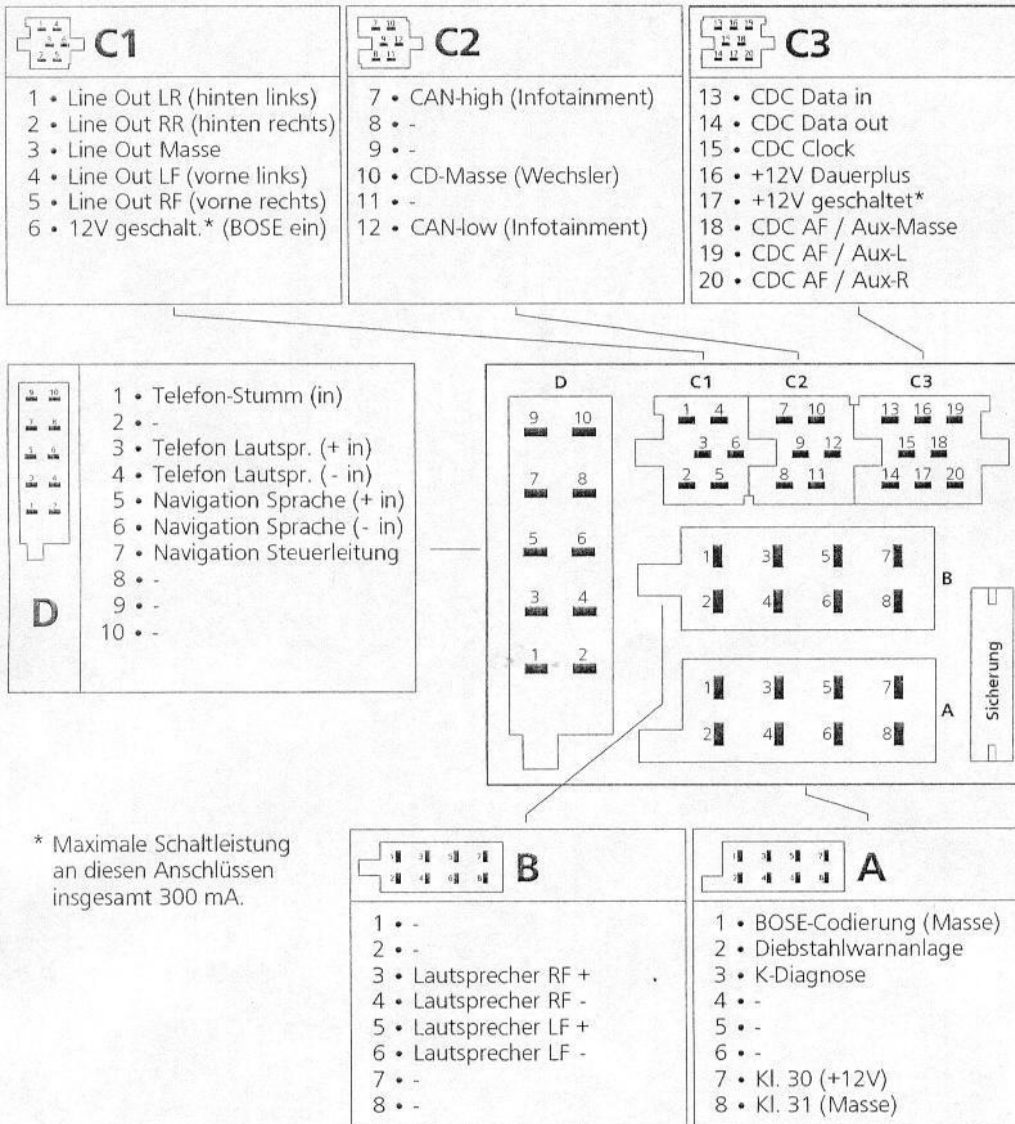 C1
1 • Line Out LR (hinten links)
2 • Line Out RR (hinten rechts)
3 • Line Out Masse
4 • Line Out LF (vorne links)
5 • Line Out RF (vorne rechts)
6 • 12V geschalt.* (BOSE ein)
C2
7 • CAN-high (Infotainment)
8 • -
9 • -
10 • CD-Masse (Wechsler)
11 • -
12 • CAN-low (Infotainment)
C3
13 • CDC Data in
14 • CDC Data out
15 • CDC Clock
16 • +12V Dauerplus
17 • +12V geschaltet*
18 • CDC AF / Aux-Masse
19 • CDC AF / Aux-L
20 • CDC AF / Aux-R
D
1 • Telefon-Stumm (in)
2 • -
3 • Telefon Lautspr. (+ in)
4 • Telefon Lautspr. (- in)
5 • Navigation Sprache (+ in)
6 • Navigation Sprache (- in)
7 • Navigation Steuerleitung
8 • -
9 • -
10 • -
D C1 C2 C3
9 10
7 8
5 6
3 4
1 2
1 4 7 10 13 16 19
3 6 9 12 15 18
2 5 8 11 14 17 20
1 3 5 7
2 4 6 8
B
1 3 5 7
2 4 6 8
A
Sicherung
* Maximale Schaltleistung
an diesen Anschlüssen
insgesamt 300 mA.
B
1 • -
2 • -
3 • Lautsprecher RF +
4 • Lautsprecher RF -
5 • Lautsprecher LF +
6 • Lautsprecher LF -
7 • -
8 • -
A
1 • BOSE-Codierung (Masse)
2 • Diebstahlwarnanlage
3 • K-Diagnose
4 • -
5 • -
6 • -
7 • Kl. 30 (+12V)
8 • Kl. 31 (Masse)